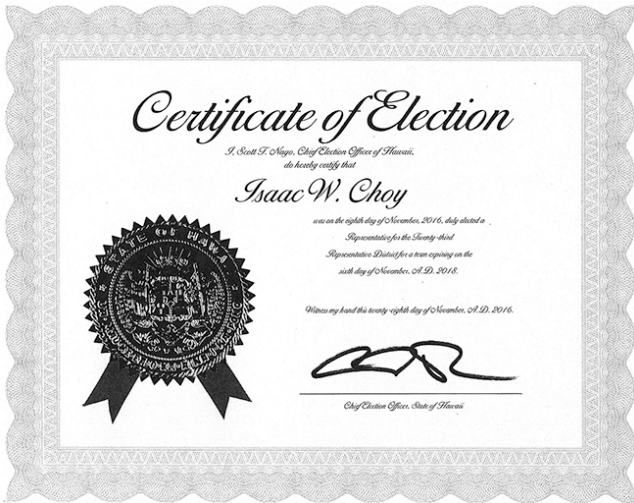 Certificate of Election
I, Scott T. Nago, Chief Election Officer of Hawaii,
do hereby certify that
Isaac W. Choy
was on the eighth day of November, 2016, duly elected a
Representative for the Twenty-third
Representative District for a term expiring on the
sixth day of November, A.D. 2018.
Witness my hand this twenty-eighth day of November, A.D. 2016.
STATE OF HAWAII
Chief Election Officer, State of Hawaii